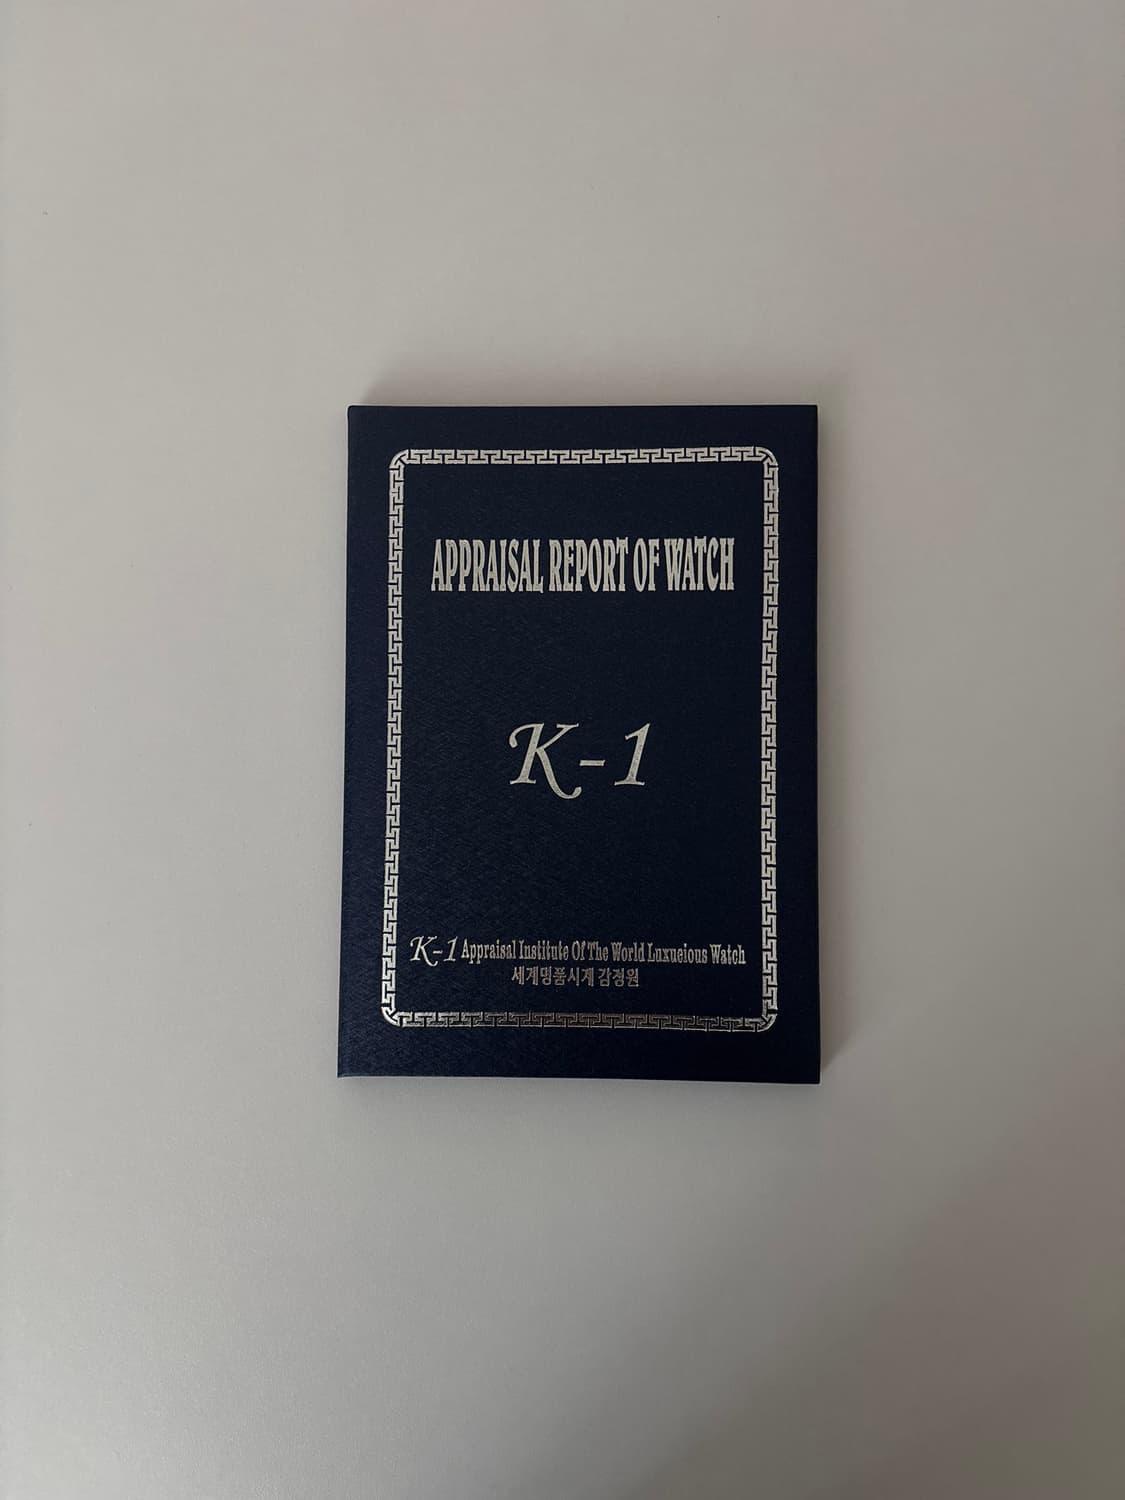 APPRAISAL REPORT OF WATCH
K-1
K-1 Appraisal Institute Of The World Luxueious Watch
세계명품시계 감정원